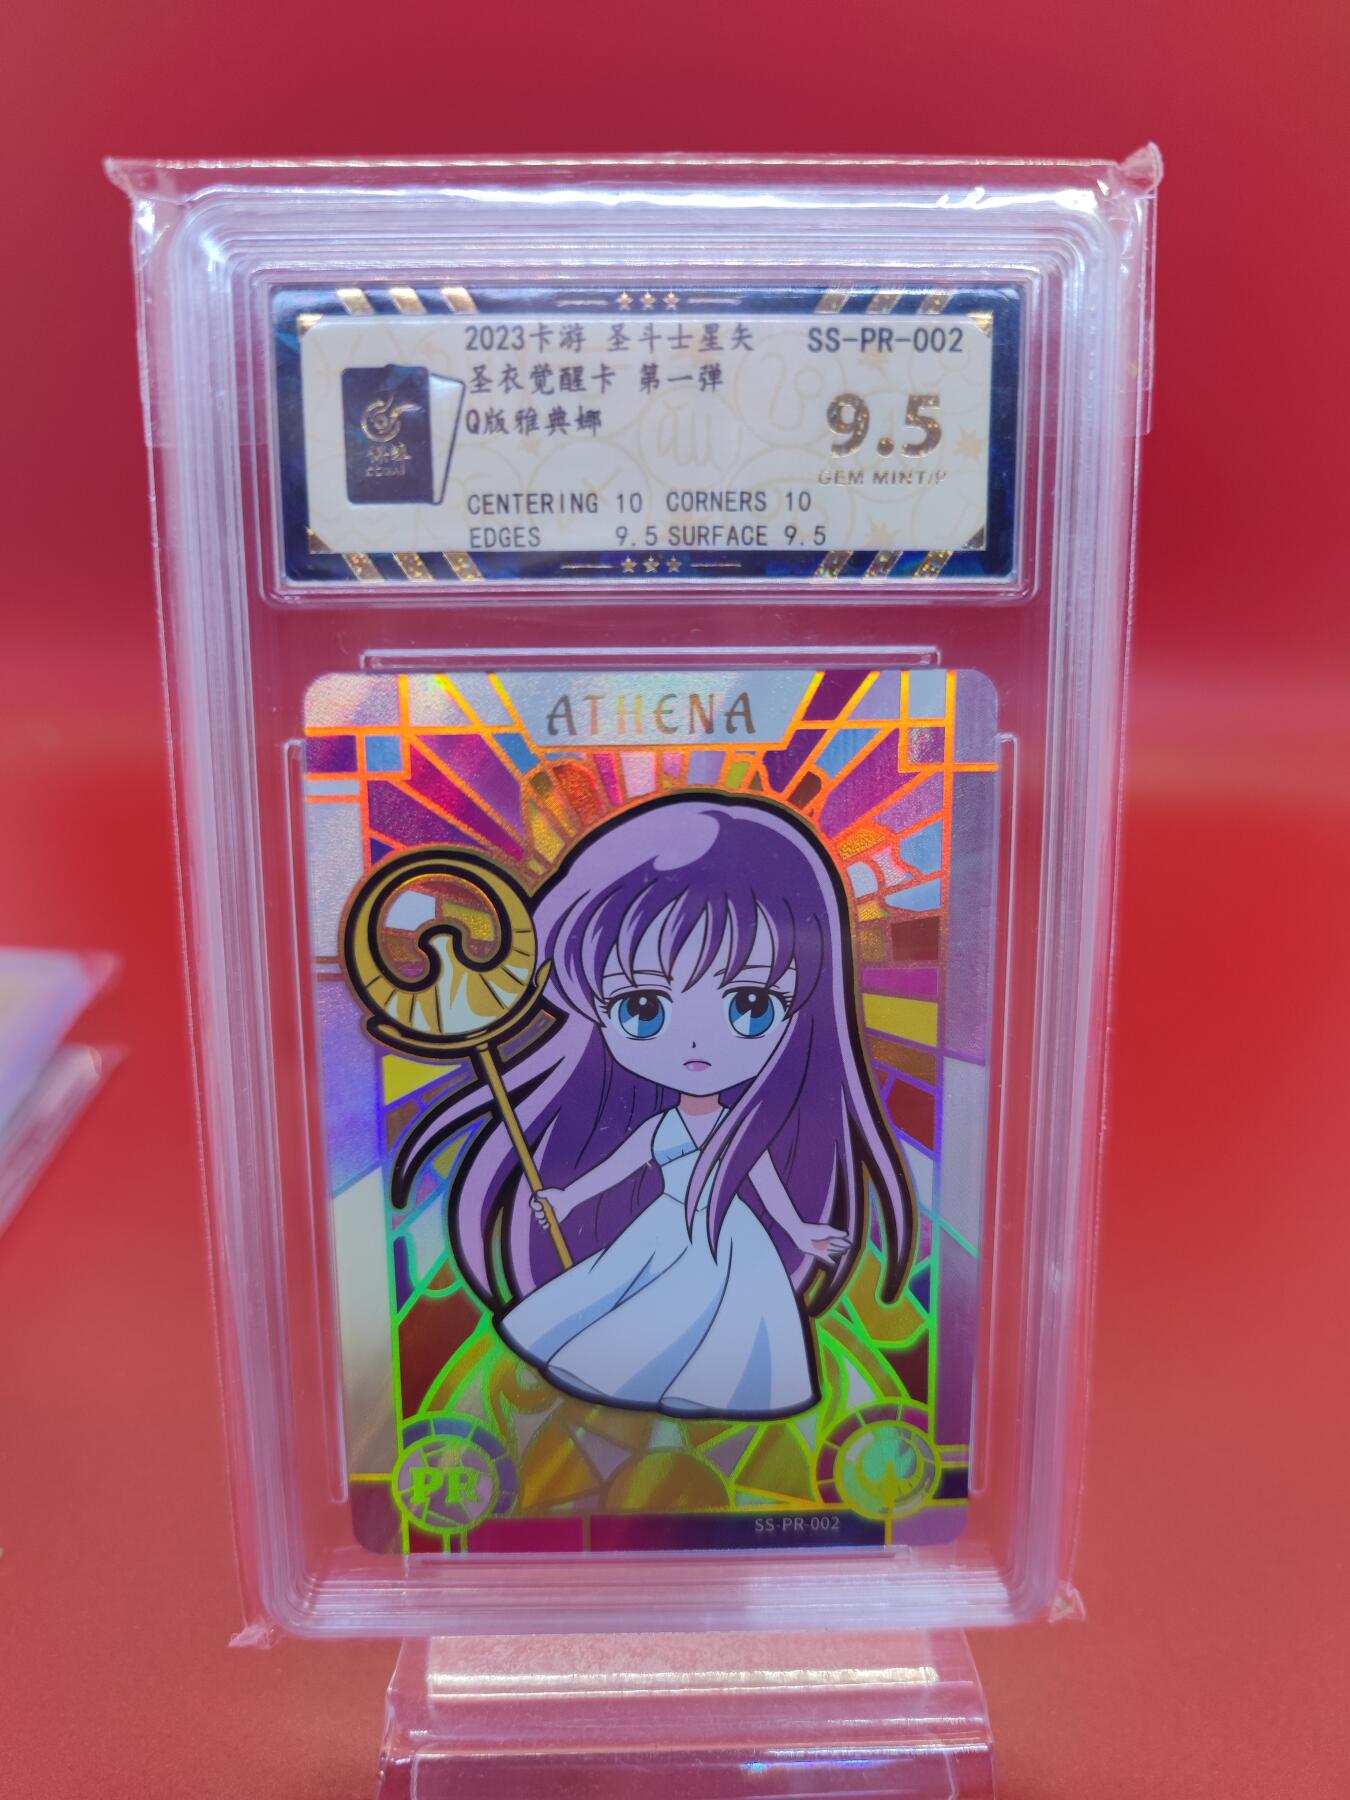 2023卡游 圣斗士星矢 SS-PR-002
圣衣觉醒卡 第一弹
Q版雅典娜
9.5
GEM MINT/P
CENTERING 10 CORNERS 10
EDGES 9.5 SURFACE 9.5
ATHENA
PR
SS-PR-002